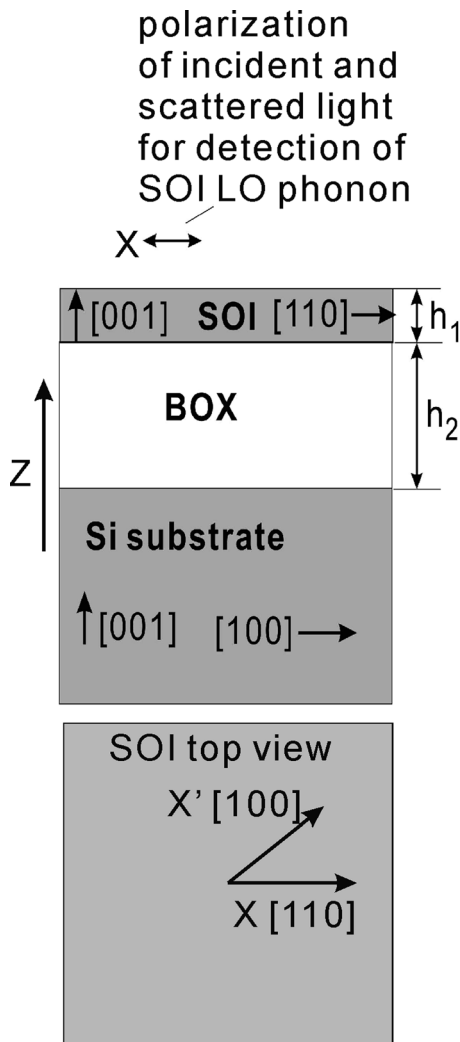 polarization
of incident and
scattered light
for detection of
SOI LO phonon
X
[001] SOI [110]
h1
BOX
h2
Z
Si substrate
[001] [100]
SOI top view
X' [100]
X [110]